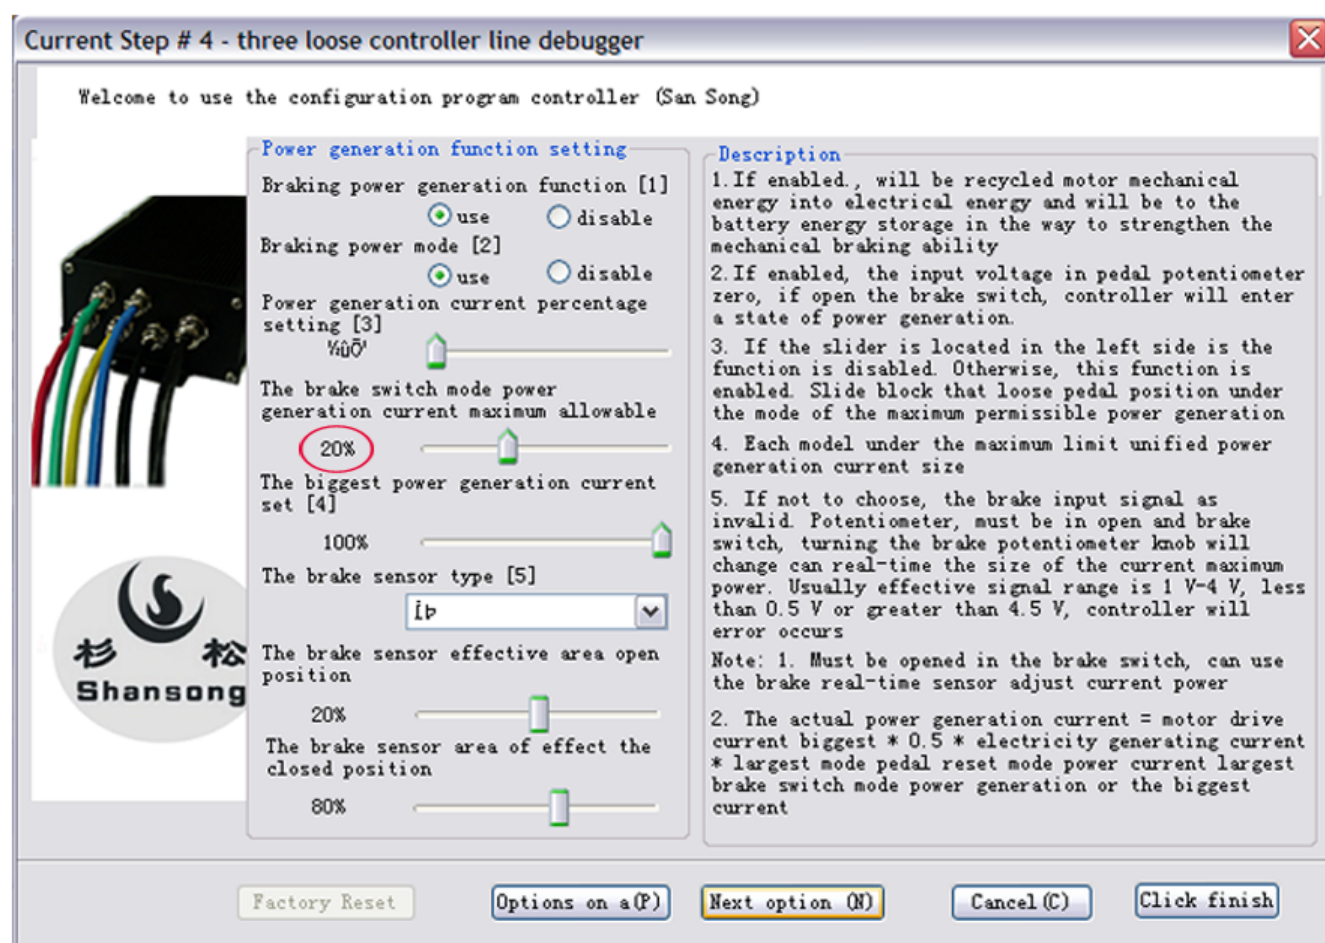 Current Step # 4 - three loose controller line debugger
Welcome to use the configuration program controller (San Song)
Power generation function setting
Braking power generation function [1]
use disable
Braking power mode [2]
use disable
Power generation current percentage
setting [3]
¼ûÕ'
The brake switch mode power
generation current maximum allowable
20%
The biggest power generation current
set [4]
100%
The brake sensor type [5]
ÍÞ
The brake sensor effective area open
position
20%
The brake sensor area of effect the
closed position
80%
Description
1. If enabled., will be recycled motor mechanical
energy into electrical energy and will be to the
battery energy storage in the way to strengthen the
mechanical braking ability
2. If enabled, the input voltage in pedal potentiometer
zero, if open the brake switch, controller will enter
a state of power generation.
3. If the slider is located in the left side is the
function is disabled. Otherwise, this function is
enabled. Slide block that loose pedal position under
the mode of the maximum permissible power generation
4. Each model under the maximum limit unified power
generation current size
5. If not to choose, the brake input signal as
invalid. Potentiometer, must be in open and brake
switch, turning the brake potentiometer knob will
change can real-time the size of the current maximum
power. Usually effective signal range is 1 V-4 V, less
than 0.5 V or greater than 4.5 V, controller will
error occurs
Note: 1. Must be opened in the brake switch, can use
the brake real-time sensor adjust current power
2. The actual power generation current = motor drive
current biggest * 0.5 * electricity generating current
* largest mode pedal reset mode power current largest
brake switch mode power generation or the biggest
current
杉 松
Shansong
Factory Reset
Options on a(P)
Next option (N)
Cancel(C)
Click finish